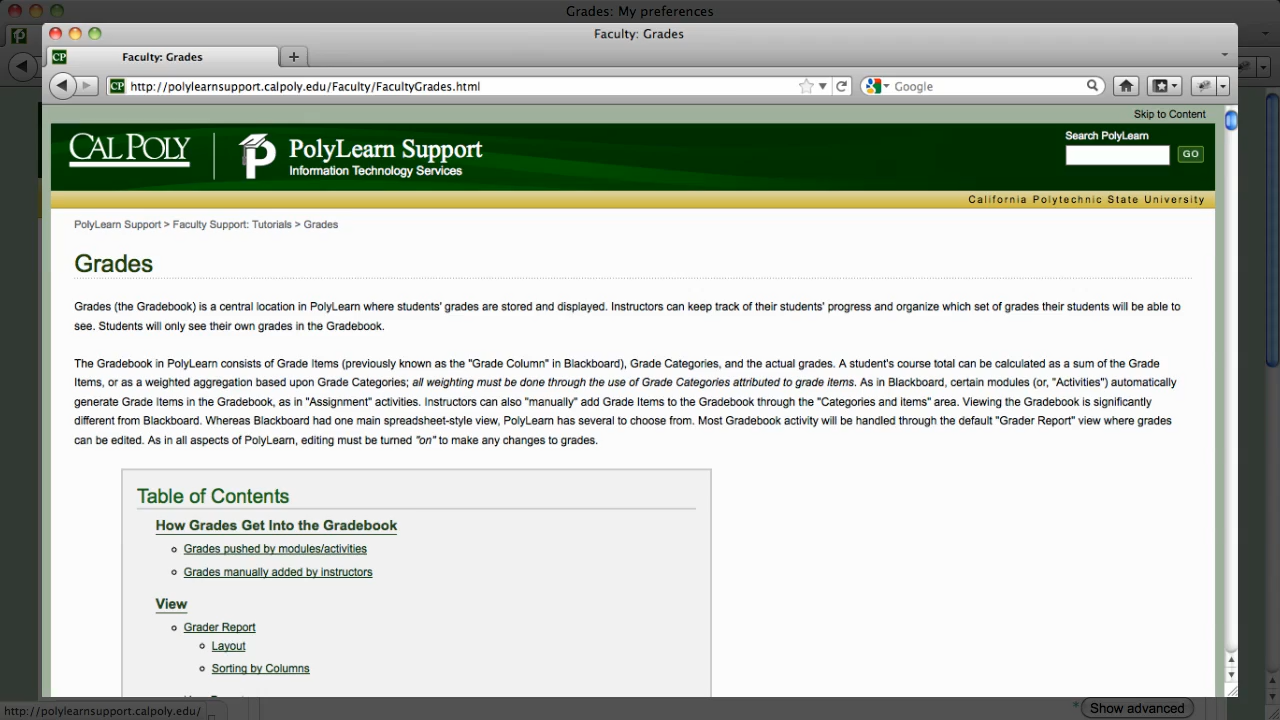 Grades: My preferences
Faculty: Grades
Faculty: Grades
http://polylearnsupport.calpoly.edu/Faculty/FacultyGrades.html
Google
Skip to Content
CAL POLY
PolyLearn Support
Information Technology Services
Search PolyLearn
GO
California Polytechnic State University
PolyLearn Support > Faculty Support: Tutorials > Grades
Grades
Grades (the Gradebook) is a central location in PolyLearn where students' grades are stored and displayed. Instructors can keep track of their students' progress and organize which set of grades their students will be able to
see. Students will only see their own grades in the Gradebook.
The Gradebook in PolyLearn consists of Grade Items (previously known as the "Grade Column" in Blackboard), Grade Categories, and the actual grades. A student's course total can be calculated as a sum of the Grade
Items, or as a weighted aggregation based upon Grade Categories; all weighting must be done through the use of Grade Categories attributed to grade items. As in Blackboard, certain modules (or, "Activities") automatically
generate Grade Items in the Gradebook, as in "Assignment" activities. Instructors can also "manually" add Grade Items to the Gradebook through the "Categories and items" area. Viewing the Gradebook is significantly
different from Blackboard. Whereas Blackboard had one main spreadsheet-style view, PolyLearn has several to choose from. Most Gradebook activity will be handled through the default "Grader Report" view where grades
can be edited. As in all aspects of PolyLearn, editing must be turned "on" to make any changes to grades.
Table of Contents
How Grades Get Into the Gradebook
Grades pushed by modules/activities
Grades manually added by instructors
View
Grader Report
Layout
Sorting by Columns
http://polylearnsupport.calpoly.edu/
* Show advanced